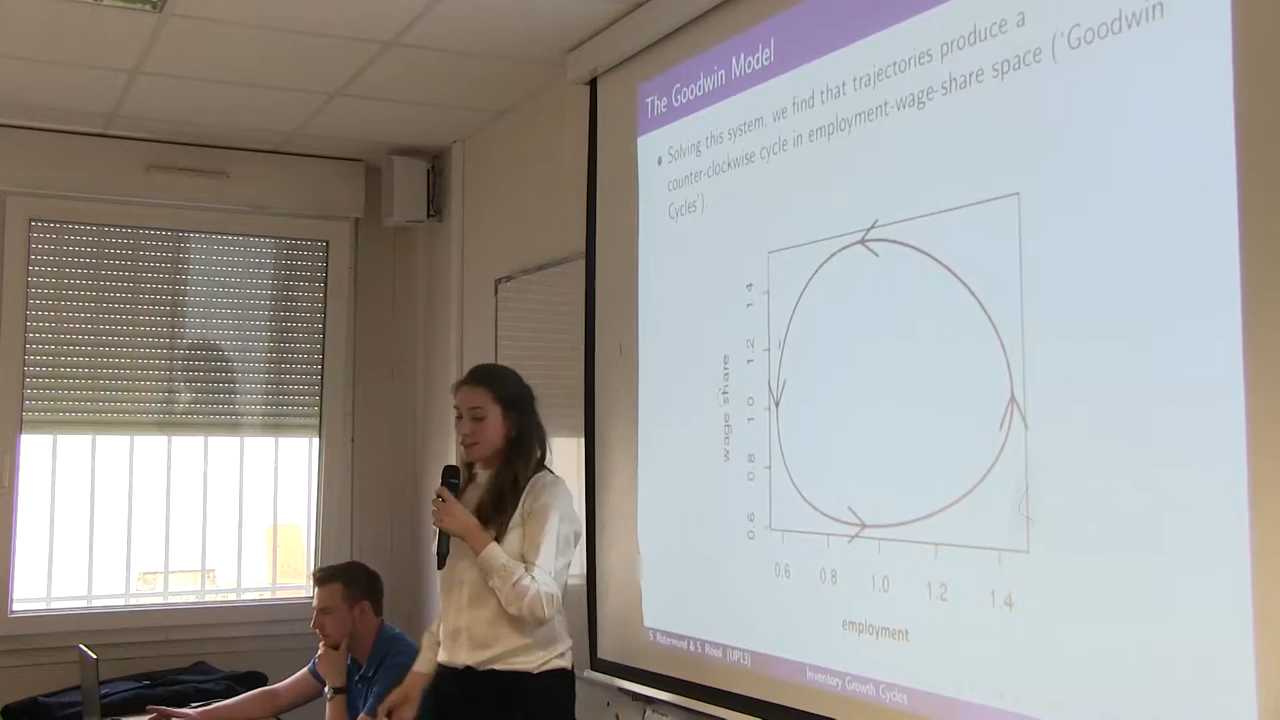 The Goodwin Model
Solving this system, we find that trajectories produce a
counter-clockwise cycle in employment-wage-share space ('Goodwin
Cycles').
wage share
1.4
1.2
1.0
0.8
0.6
0.6 0.8 1.0 1.2 1.4
employment
S. Rotermund & S. Reissl (UP13)
Inventory Growth Cycles